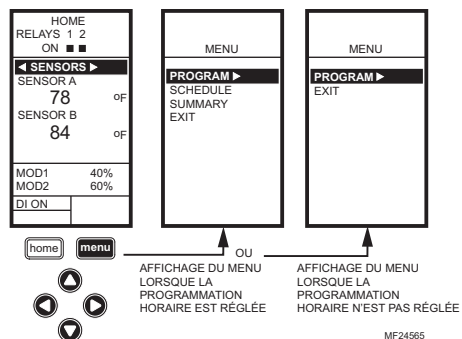 HOME
RELAYS 1 2
ON ■ ■
◄ SENSORS ►
SENSOR A
78 oF
SENSOR B
84 oF
MOD1 40%
MOD2 60%
DI ON
home menu
MENU
PROGRAM ►
SCHEDULE
SUMMARY
EXIT
MENU
PROGRAM ►
EXIT
OU
AFFICHAGE DU MENU
LORSQUE LA
PROGRAMMATION
HORAIRE EST RÉGLÉE
AFFICHAGE DU MENU
LORSQUE LA
PROGRAMMATION
HORAIRE N'EST PAS RÉGLÉE
MF24565